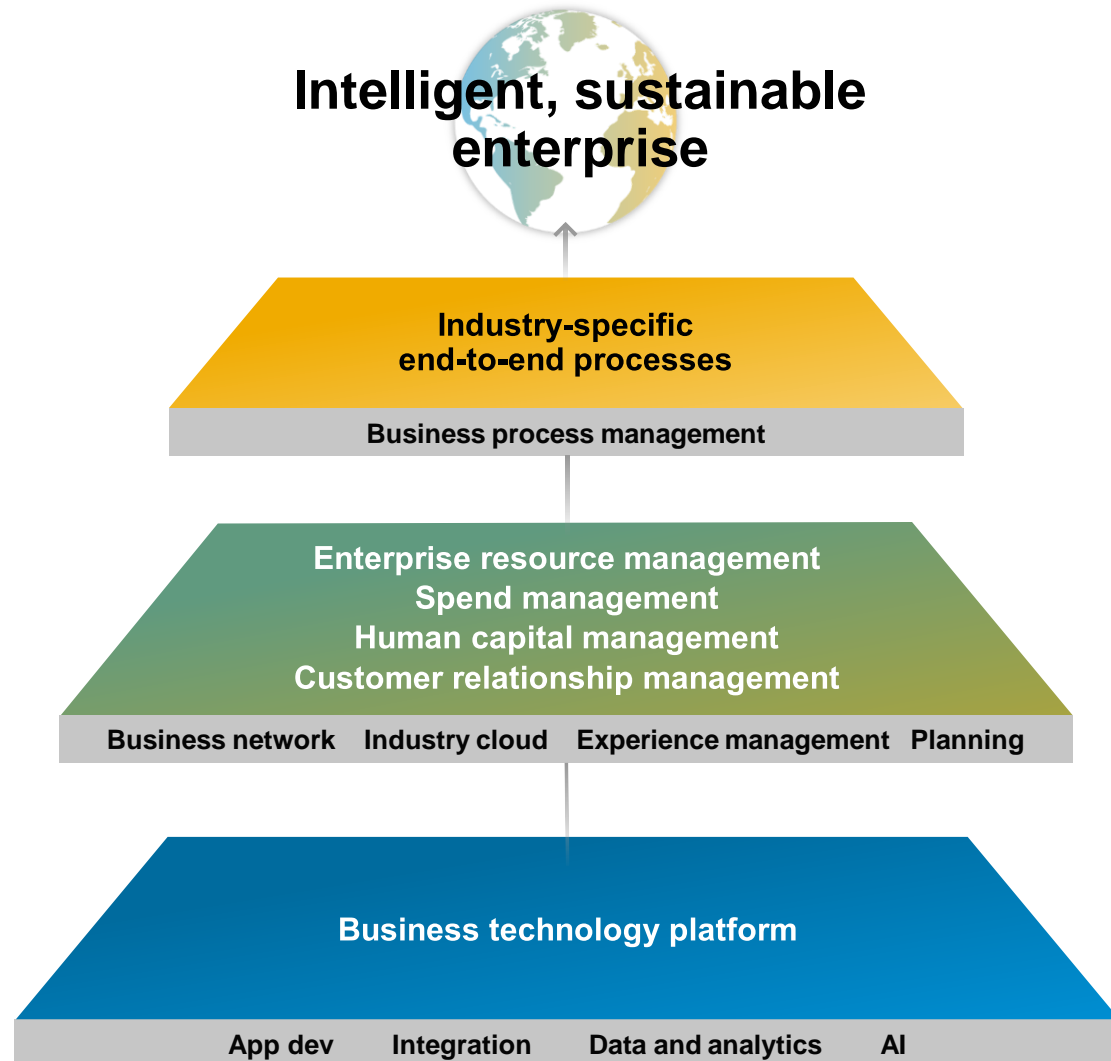 Intelligent, sustainable
enterprise
Industry-specific
end-to-end processes
Business process management
Enterprise resource management
Spend management
Human capital management
Customer relationship management
Business network Industry cloud Experience management Planning
Business technology platform
App dev Integration Data and analytics AI